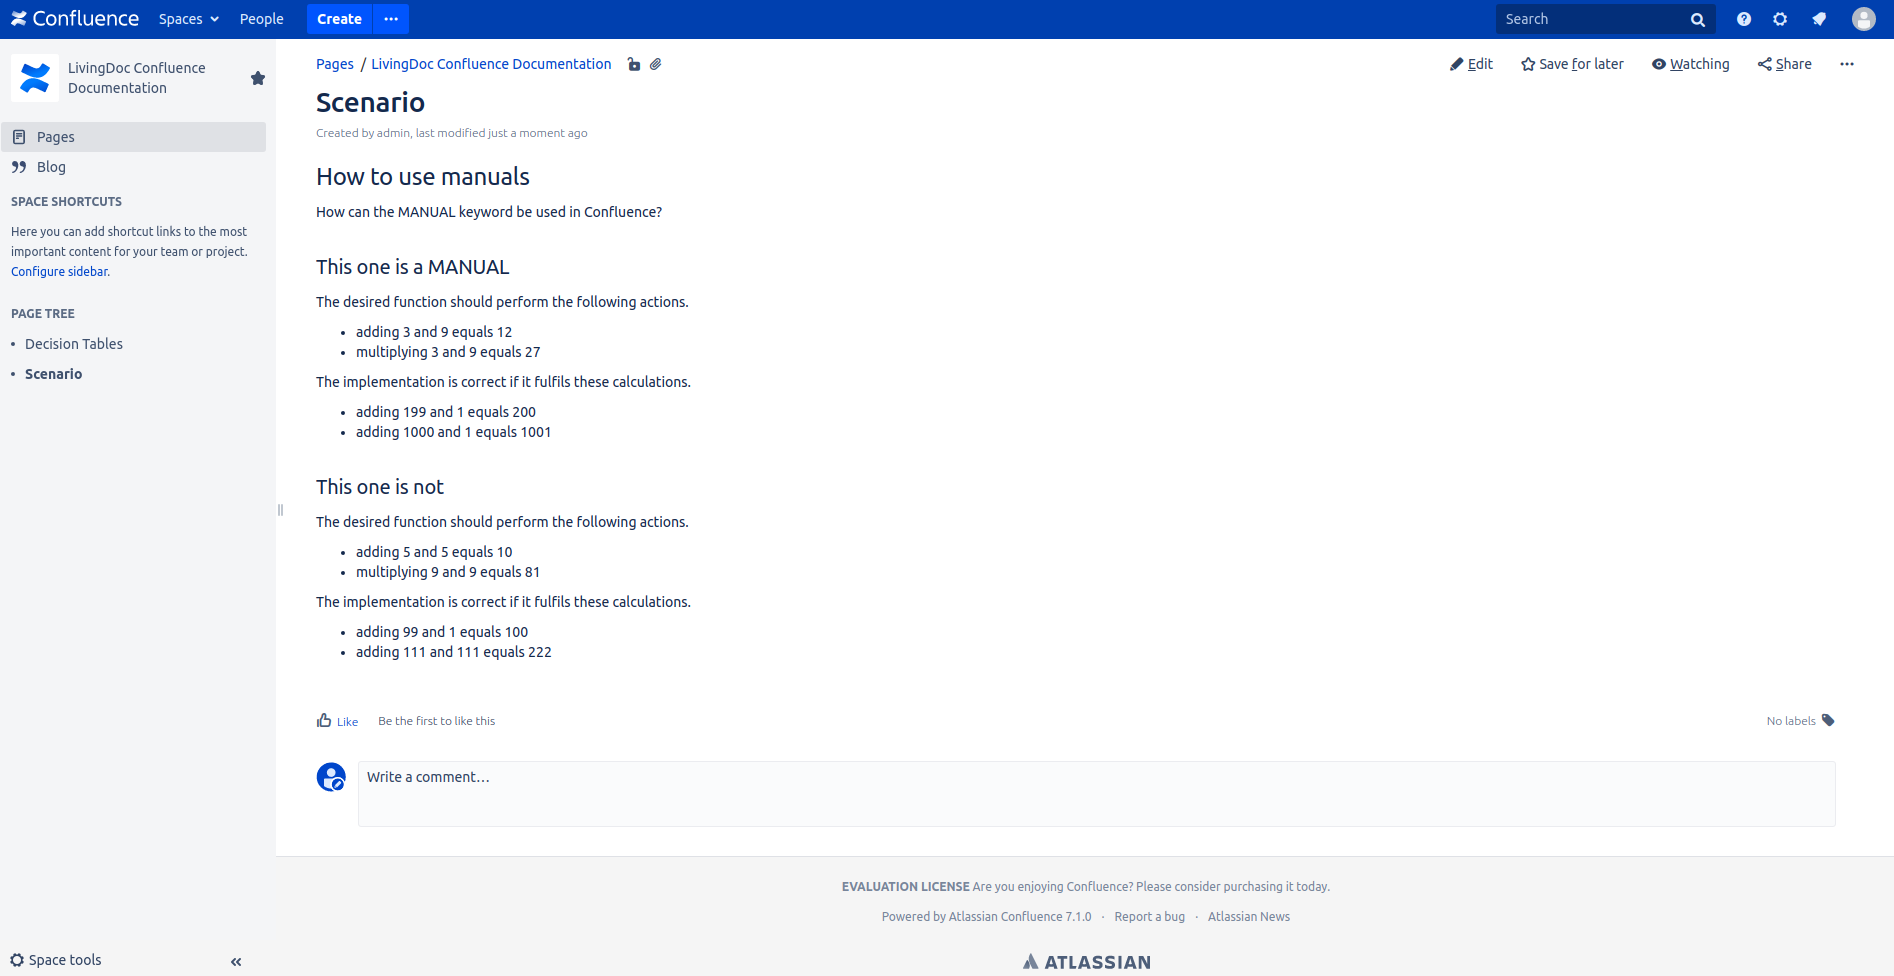 Confluence Spaces People Create ··· Search
LivingDoc Confluence
Documentation
Pages
Blog
SPACE SHORTCUTS
Here you can add shortcut links to the most
important content for your team or project.
Configure sidebar.
PAGE TREE
• Decision Tables
• Scenario
Space tools
Pages / LivingDoc Confluence Documentation
Edit Save for later Watching Share ···
Scenario
Created by admin, last modified just a moment ago
How to use manuals
How can the MANUAL keyword be used in Confluence?
This one is a MANUAL
The desired function should perform the following actions.
• adding 3 and 9 equals 12
• multiplying 3 and 9 equals 27
The implementation is correct if it fulfils these calculations.
• adding 199 and 1 equals 200
• adding 1000 and 1 equals 1001
This one is not
The desired function should perform the following actions.
• adding 5 and 5 equals 10
• multiplying 9 and 9 equals 81
The implementation is correct if it fulfils these calculations.
• adding 99 and 1 equals 100
• adding 111 and 111 equals 222
Like Be the first to like this No labels
Write a comment…
EVALUATION LICENSE Are you enjoying Confluence? Please consider purchasing it today.
Powered by Atlassian Confluence 7.1.0 · Report a bug · Atlassian News
ATLASSIAN